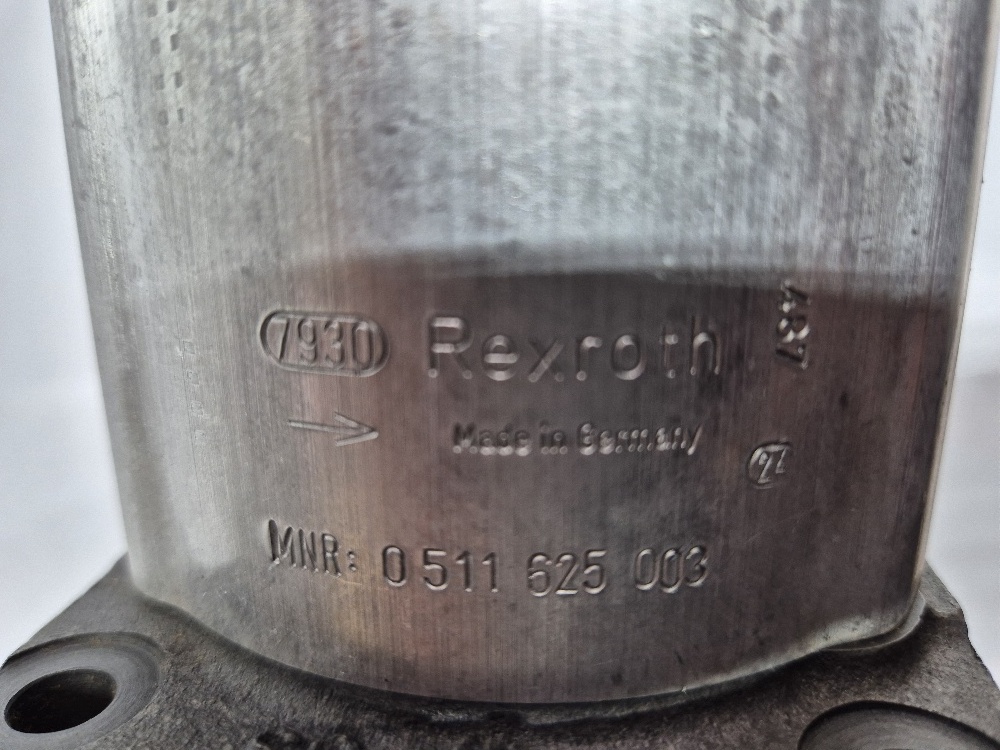 7930 Rexroth
487
→ Made in Germany
MNR: 0 511 625 003